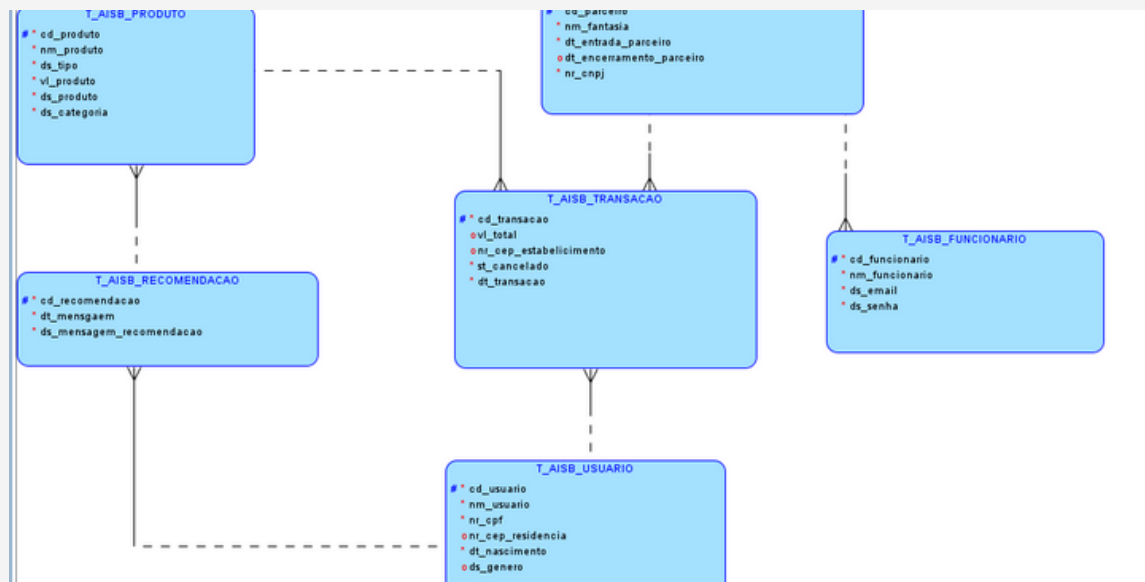 T_AISB_PRODUTO
# * cd_produto
* nm_produto
* ds_tipo
* vl_produto
* ds_produto
* ds_categoria
# * cd_parceiro
* nm_fantasia
* dt_entrada_parceiro
o dt_encerramento_parceiro
* nr_cnpj
T_AISB_TRANSACAO
# * cd_transacao
o vl_total
o nr_cep_estabelicimento
* st_cancelado
* dt_transacao
T_AISB_FUNCIONARIO
# * cd_funcionario
* nm_funcionario
* ds_email
* ds_senha
T_AISB_RECOMENDACAO
# * cd_recomendacao
* dt_mensgaem
* ds_mensagem_recomendacao
T_AISB_USUARIO
# * cd_usuario
* nm_usuario
* nr_cpf
o nr_cep_residencia
* dt_nascimento
o ds_genero